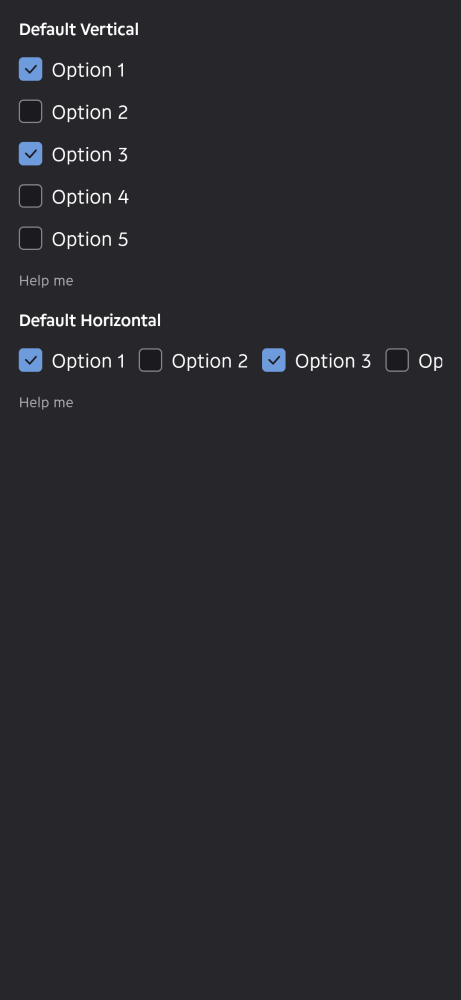 Default Vertical
Option 1
Option 2
Option 3
Option 4
Option 5
Help me
Default Horizontal
Option 1 Option 2 Option 3 Op
Help me